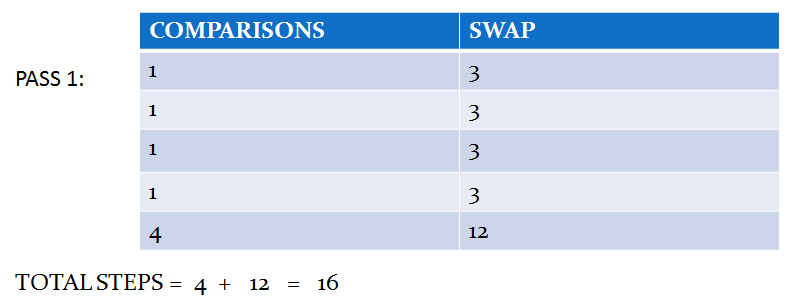 COMPARISONS SWAP
PASS 1: 1 3
1 3
1 3
1 3
4 12
TOTAL STEPS = 4 + 12 = 16